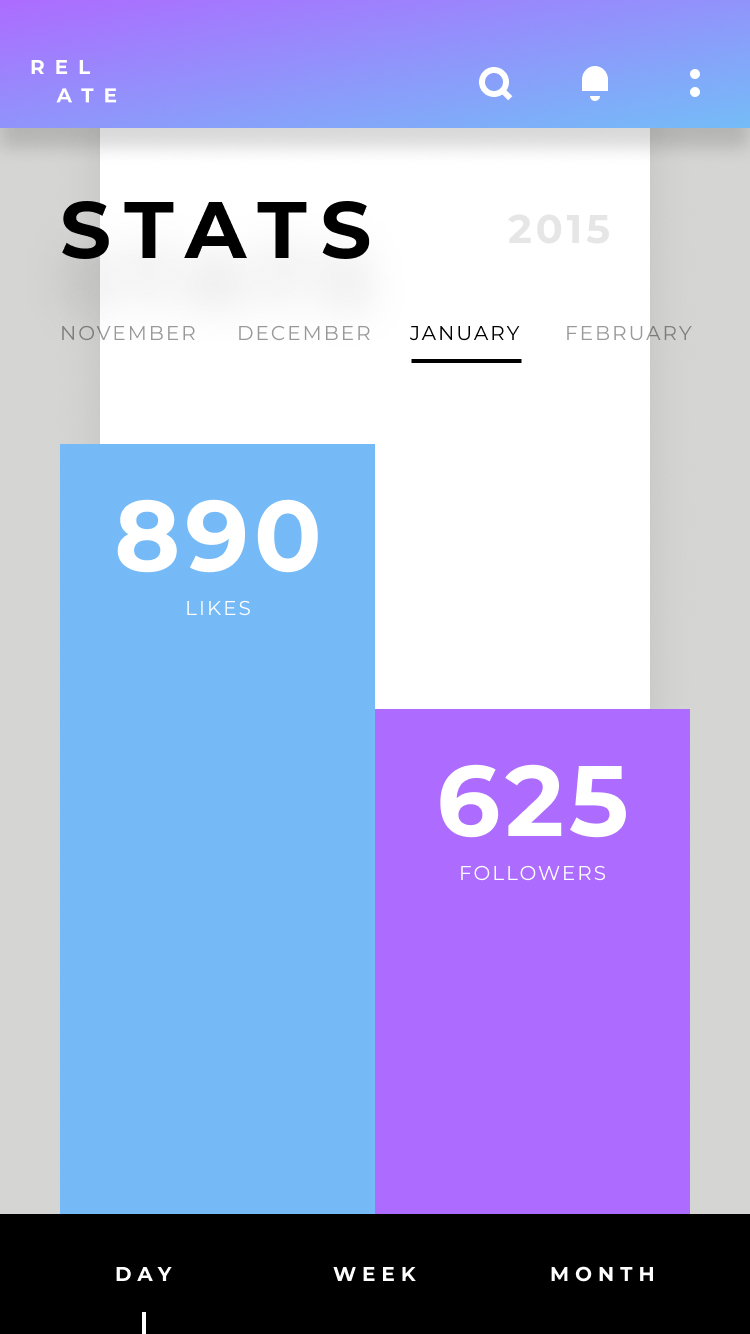 REL
ATE
STATS 2015
NOVEMBER DECEMBER JANUARY FEBRUARY
890
LIKES
625
FOLLOWERS
DAY WEEK MONTH